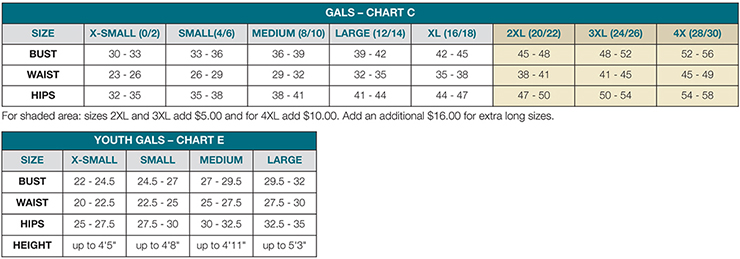 GALS – CHART C
SIZE X-SMALL (0/2) SMALL(4/6) MEDIUM (8/10) LARGE (12/14) XL (16/18) 2XL (20/22) 3XL (24/26) 4X (28/30)
BUST 30 - 33 33 - 36 36 - 39 39 - 42 42 - 45 45 - 48 48 - 52 52 - 56
WAIST 23 - 26 26 - 29 29 - 32 32 - 35 35 - 38 38 - 41 41 - 45 45 - 49
HIPS 32 - 35 35 - 38 38 - 41 41 - 44 44 - 47 47 - 50 50 - 54 54 - 58
For shaded area: sizes 2XL and 3XL add $5.00 and for 4XL add $10.00. Add an additional $16.00 for extra long sizes.
YOUTH GALS – CHART E
SIZE X-SMALL SMALL MEDIUM LARGE
BUST 22 - 24.5 24.5 - 27 27 - 29.5 29.5 - 32
WAIST 20 - 22.5 22.5 - 25 25 - 27.5 27.5 - 30
HIPS 25 - 27.5 27.5 - 30 30 - 32.5 32.5 - 35
HEIGHT up to 4'5" up to 4'8" up to 4'11" up to 5'3"